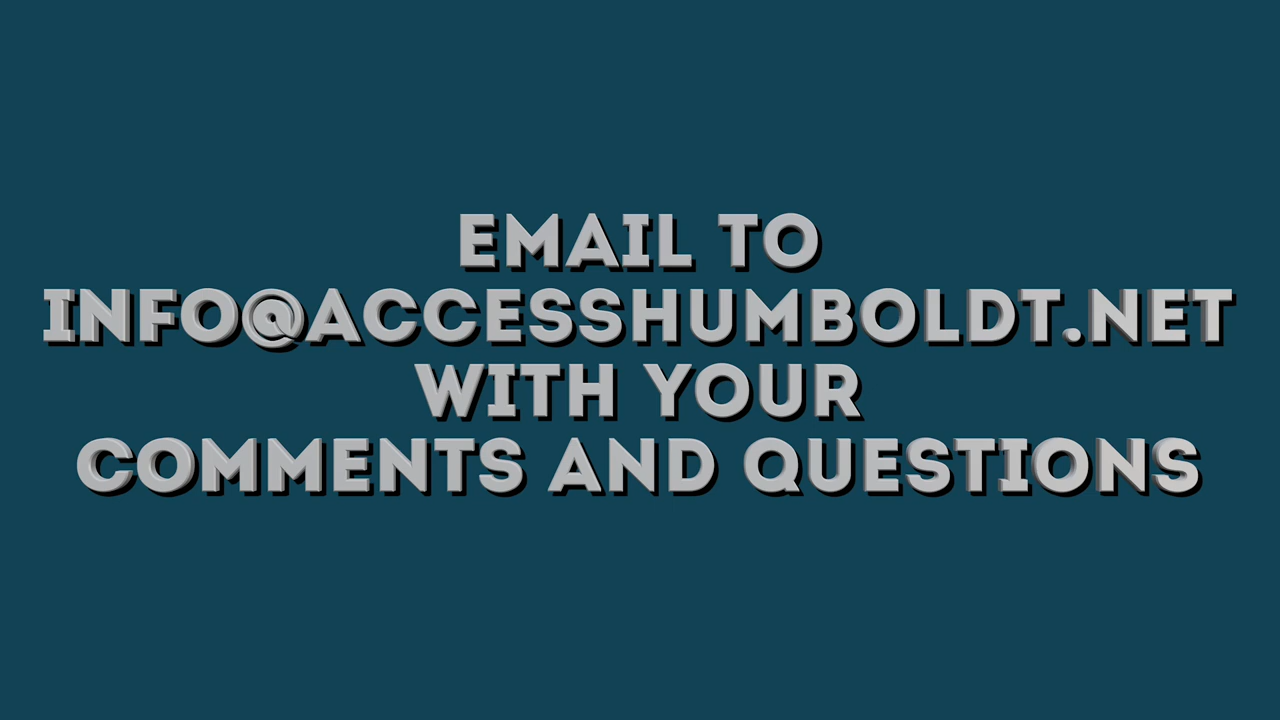 EMAIL TO
INFO@ACCESSHUMBOLDT.NET
WITH YOUR
COMMENTS AND QUESTIONS